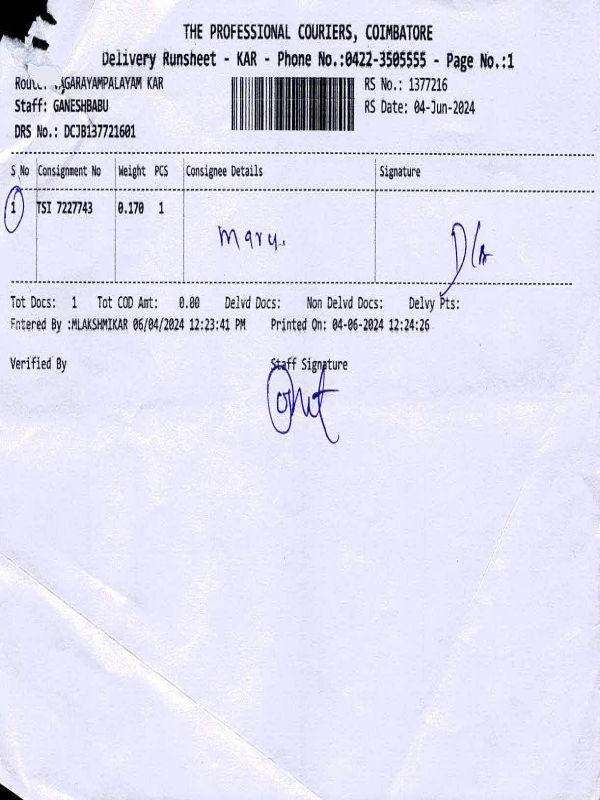 THE PROFESSIONAL COURIERS, COIMBATORE
Delivery Runsheet - KAR - Phone No.:0422-3505555 - Page No.:1
KAR
RS No.: 1377216
Staff: GANESHBABU
RS Date: 04-Jun-2024
DRS No.: DCJB137721601
S No Consignment No Weight PCS Consignee Details Signature
1 TSI 7227743 0.170 1
Mary.
Tot Docs: 1 Tot COD Amt: 0.00 Delvd Docs: Non Delvd Docs: Delvy Pts:
Entered By :MLAKSHMIKAR 06/04/2024 12:23:41 PM Printed On: 04-06-2024 12:24:26
Verified By Staff Signature